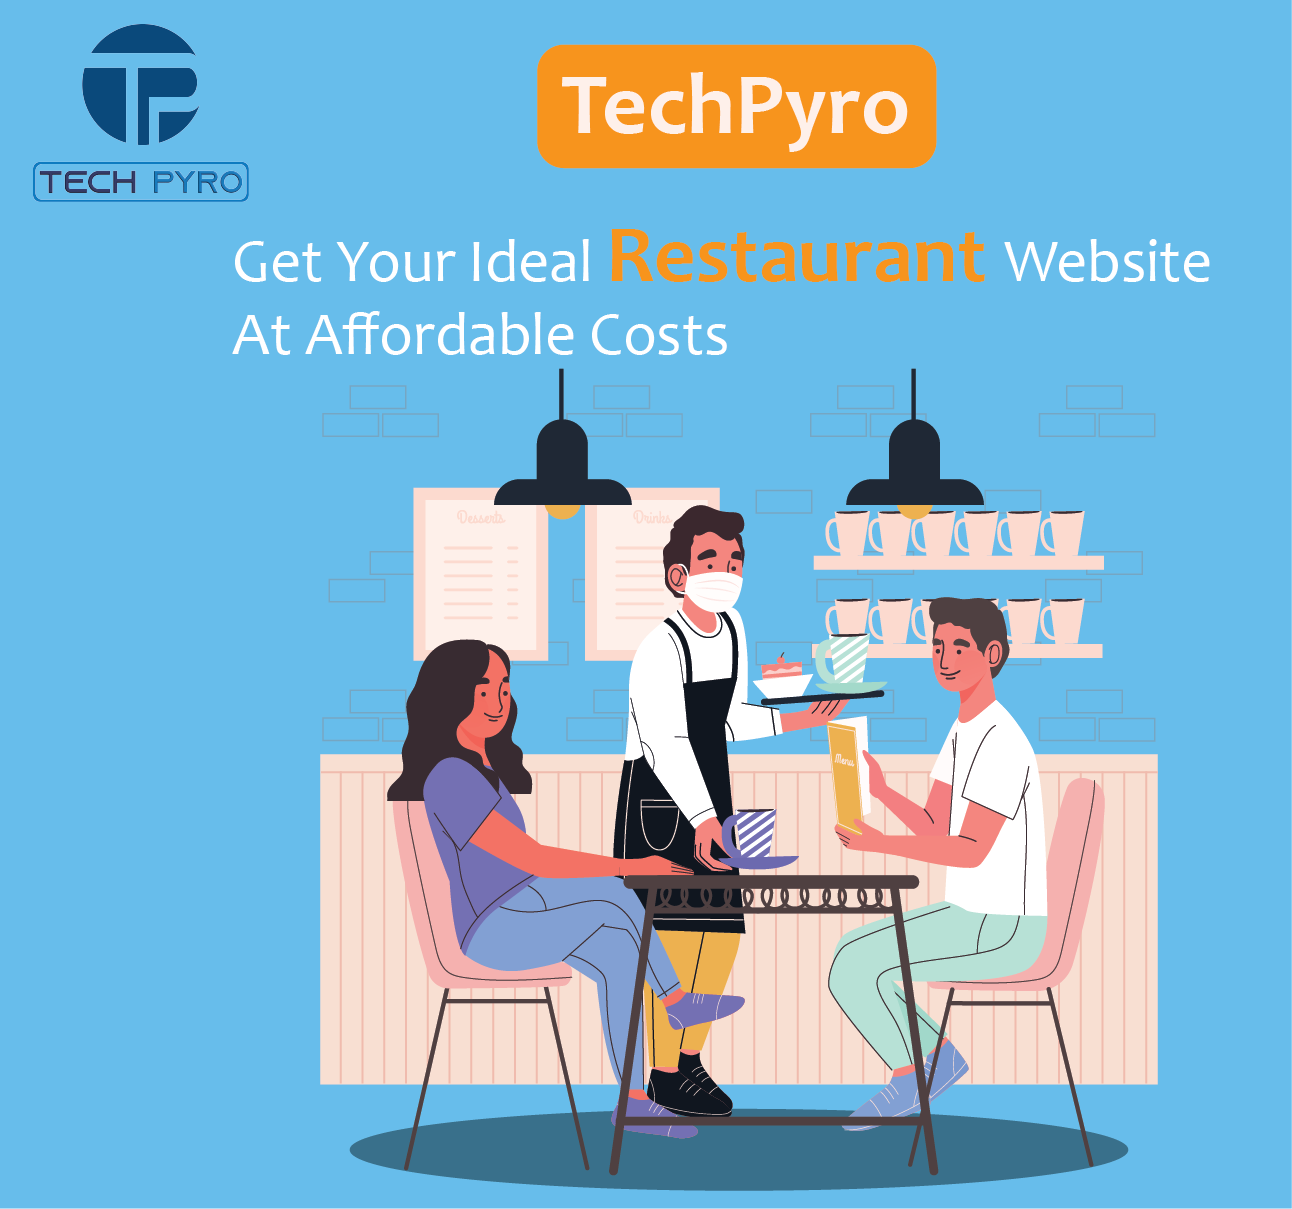 TECH PYRO
TechPyro
Get Your Ideal Restaurant Website
At Affordable Costs
Desserts
Drinks
Menu